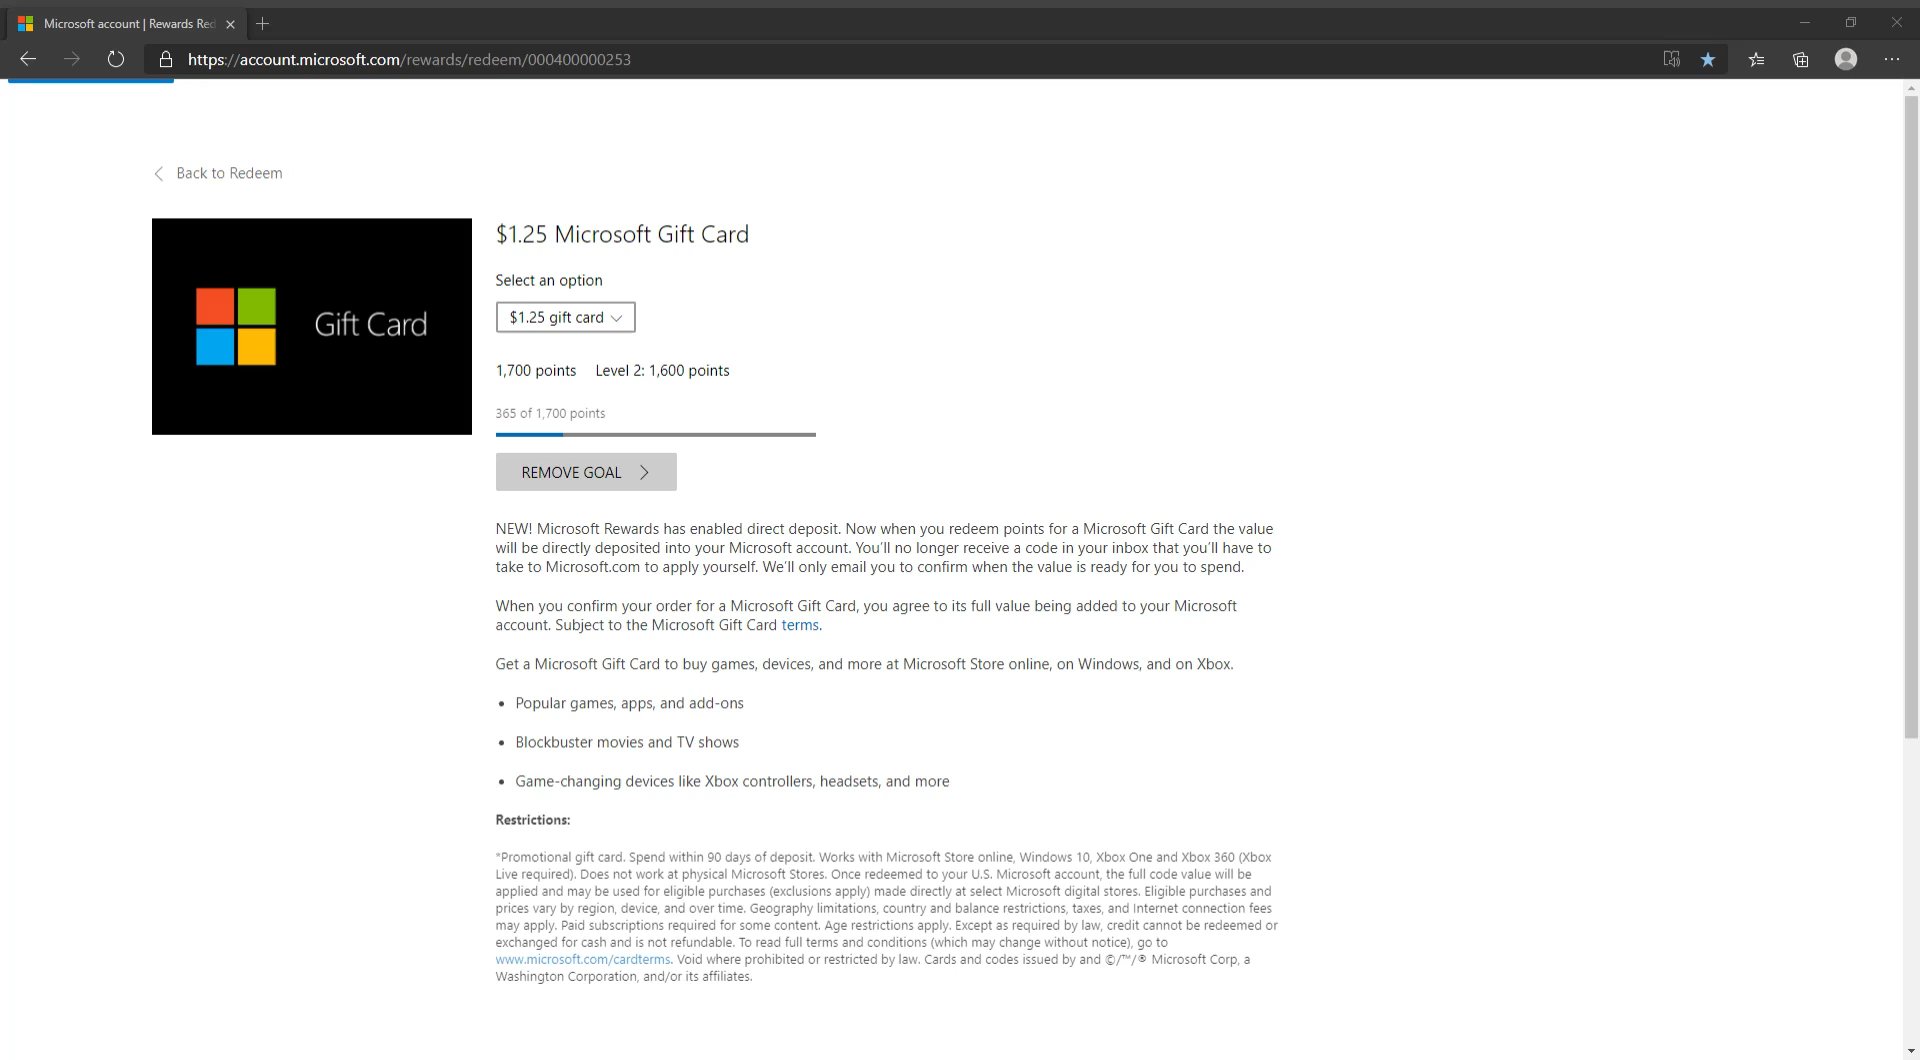 Microsoft account | Rewards Red
https://account.microsoft.com/rewards/redeem/000400000253
Back to Redeem
Gift Card
$1.25 Microsoft Gift Card
Select an option
$1.25 gift card
1,700 points Level 2: 1,600 points
365 of 1,700 points
REMOVE GOAL
NEW! Microsoft Rewards has enabled direct deposit. Now when you redeem points for a Microsoft Gift Card the value
will be directly deposited into your Microsoft account. You'll no longer receive a code in your inbox that you'll have to
take to Microsoft.com to apply yourself. We'll only email you to confirm when the value is ready for you to spend.
When you confirm your order for a Microsoft Gift Card, you agree to its full value being added to your Microsoft
account. Subject to the Microsoft Gift Card terms.
Get a Microsoft Gift Card to buy games, devices, and more at Microsoft Store online, on Windows, and on Xbox.
• Popular games, apps, and add-ons
• Blockbuster movies and TV shows
• Game-changing devices like Xbox controllers, headsets, and more
Restrictions:
*Promotional gift card. Spend within 90 days of deposit. Works with Microsoft Store online, Windows 10, Xbox One and Xbox 360 (Xbox
Live required). Does not work at physical Microsoft Stores. Once redeemed to your U.S. Microsoft account, the full code value will be
applied and may be used for eligible purchases (exclusions apply) made directly at select Microsoft digital stores. Eligible purchases and
prices vary by region, device, and over time. Geography limitations, country and balance restrictions, taxes, and Internet connection fees
may apply. Paid subscriptions required for some content. Age restrictions apply. Except as required by law, credit cannot be redeemed or
exchanged for cash and is not refundable. To read full terms and conditions (which may change without notice), go to
www.microsoft.com/cardterms. Void where prohibited or restricted by law. Cards and codes issued by and ©/™/® Microsoft Corp, a
Washington Corporation, and/or its affiliates.